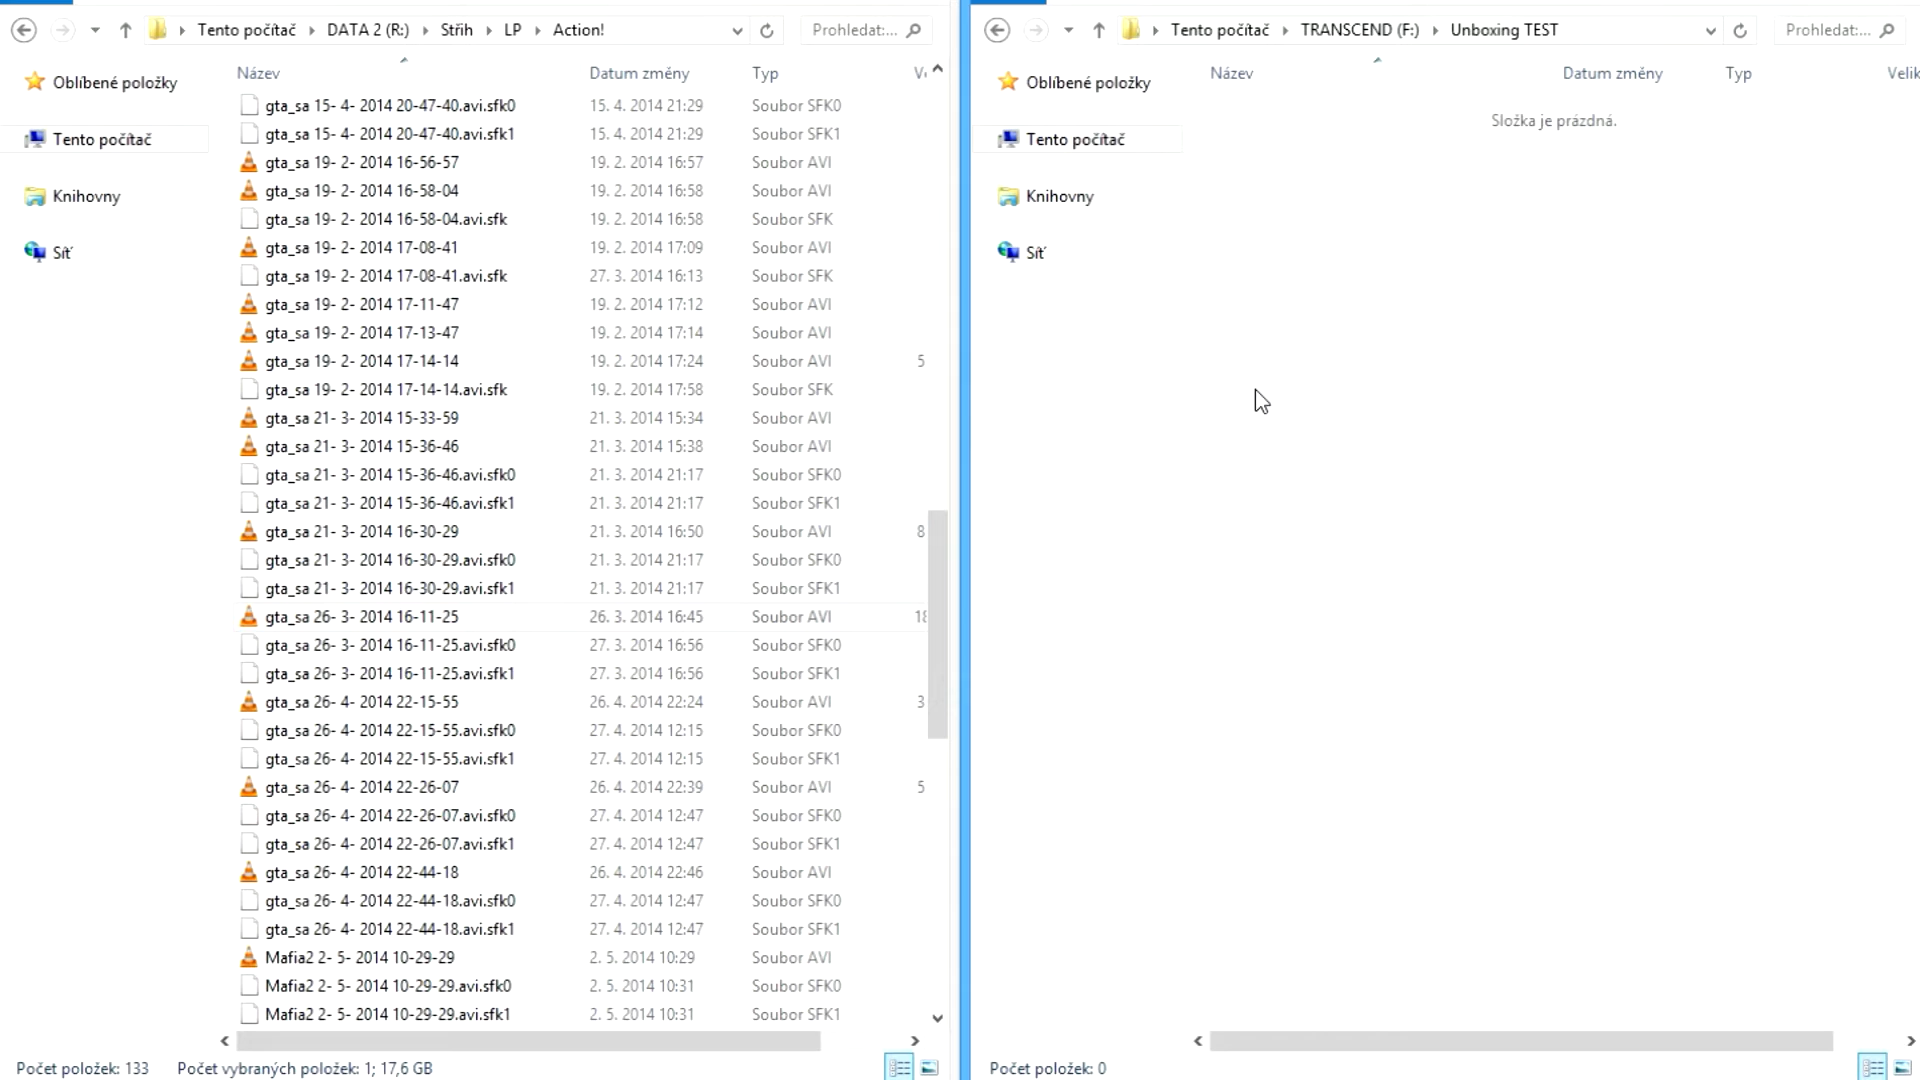 Tento počítač DATA 2 (R:) Střih LP Action!
Prohledat:...
Oblíbené položky
Tento počítač
Knihovny
Síť
Název Datum změny Typ
gta_sa 15- 4- 2014 20-47-40.avi.sfk0 15. 4. 2014 21:29 Soubor SFK0
gta_sa 15- 4- 2014 20-47-40.avi.sfk1 15. 4. 2014 21:29 Soubor SFK1
gta_sa 19- 2- 2014 16-56-57 19. 2. 2014 16:57 Soubor AVI
gta_sa 19- 2- 2014 16-58-04 19. 2. 2014 16:58 Soubor AVI
gta_sa 19- 2- 2014 16-58-04.avi.sfk 19. 2. 2014 16:58 Soubor SFK
gta_sa 19- 2- 2014 17-08-41 19. 2. 2014 17:09 Soubor AVI
gta_sa 19- 2- 2014 17-08-41.avi.sfk 27. 3. 2014 16:13 Soubor SFK
gta_sa 19- 2- 2014 17-11-47 19. 2. 2014 17:12 Soubor AVI
gta_sa 19- 2- 2014 17-13-47 19. 2. 2014 17:14 Soubor AVI
gta_sa 19- 2- 2014 17-14-14 19. 2. 2014 17:24 Soubor AVI 5
gta_sa 19- 2- 2014 17-14-14.avi.sfk 19. 2. 2014 17:58 Soubor SFK
gta_sa 21- 3- 2014 15-33-59 21. 3. 2014 15:34 Soubor AVI
gta_sa 21- 3- 2014 15-36-46 21. 3. 2014 15:38 Soubor AVI
gta_sa 21- 3- 2014 15-36-46.avi.sfk0 21. 3. 2014 21:17 Soubor SFK0
gta_sa 21- 3- 2014 15-36-46.avi.sfk1 21. 3. 2014 21:17 Soubor SFK1
gta_sa 21- 3- 2014 16-30-29 21. 3. 2014 16:50 Soubor AVI 8
gta_sa 21- 3- 2014 16-30-29.avi.sfk0 21. 3. 2014 21:17 Soubor SFK0
gta_sa 21- 3- 2014 16-30-29.avi.sfk1 21. 3. 2014 21:17 Soubor SFK1
gta_sa 26- 3- 2014 16-11-25 26. 3. 2014 16:45 Soubor AVI 18
gta_sa 26- 3- 2014 16-11-25.avi.sfk0 27. 3. 2014 16:56 Soubor SFK0
gta_sa 26- 3- 2014 16-11-25.avi.sfk1 27. 3. 2014 16:56 Soubor SFK1
gta_sa 26- 4- 2014 22-15-55 26. 4. 2014 22:24 Soubor AVI 3
gta_sa 26- 4- 2014 22-15-55.avi.sfk0 27. 4. 2014 12:15 Soubor SFK0
gta_sa 26- 4- 2014 22-15-55.avi.sfk1 27. 4. 2014 12:15 Soubor SFK1
gta_sa 26- 4- 2014 22-26-07 26. 4. 2014 22:39 Soubor AVI 5
gta_sa 26- 4- 2014 22-26-07.avi.sfk0 27. 4. 2014 12:47 Soubor SFK0
gta_sa 26- 4- 2014 22-26-07.avi.sfk1 27. 4. 2014 12:47 Soubor SFK1
gta_sa 26- 4- 2014 22-44-18 26. 4. 2014 22:46 Soubor AVI
gta_sa 26- 4- 2014 22-44-18.avi.sfk0 27. 4. 2014 12:47 Soubor SFK0
gta_sa 26- 4- 2014 22-44-18.avi.sfk1 27. 4. 2014 12:47 Soubor SFK1
Mafia2 2- 5- 2014 10-29-29 2. 5. 2014 10:29 Soubor AVI
Mafia2 2- 5- 2014 10-29-29.avi.sfk0 2. 5. 2014 10:31 Soubor SFK0
Mafia2 2- 5- 2014 10-29-29.avi.sfk1 2. 5. 2014 10:31 Soubor SFK1
Počet položek: 133 Počet vybraných položek: 1; 17,6 GB
Tento počítač TRANSCEND (F:) Unboxing TEST
Prohledat:...
Oblíbené položky
Tento počítač
Knihovny
Síť
Název Datum změny Typ Velik
Složka je prázdná.
Počet položek: 0